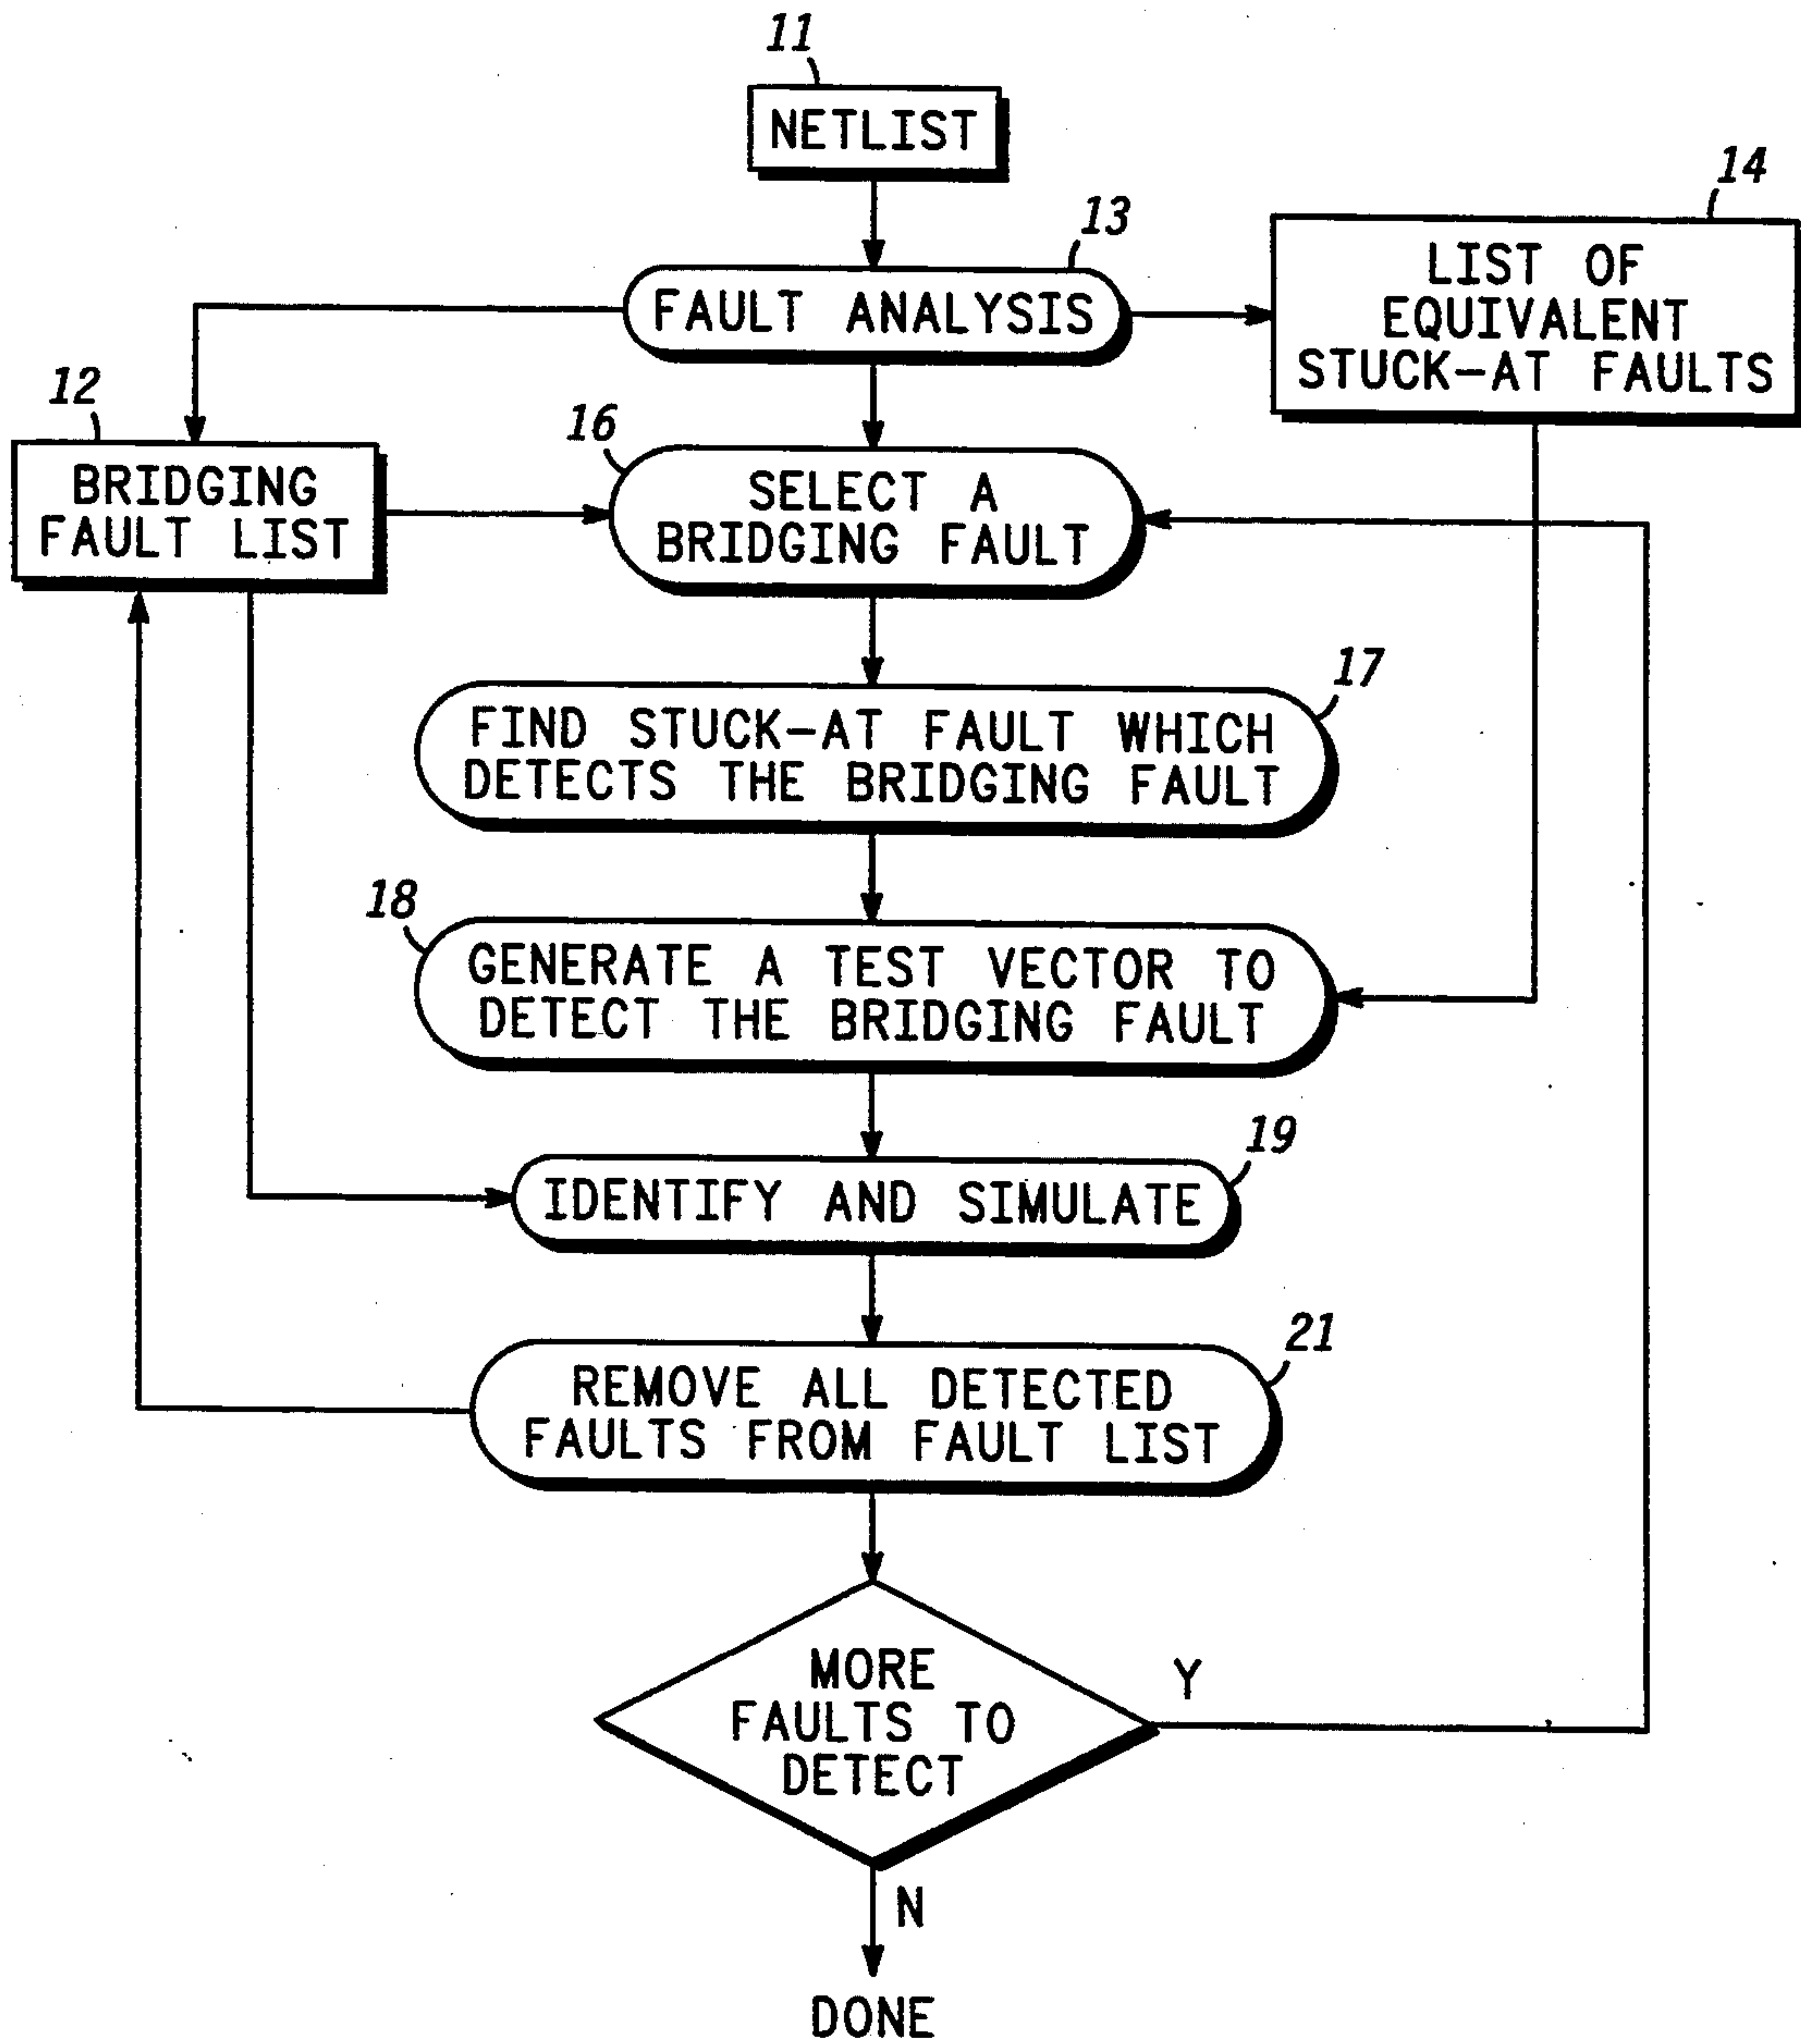 11
NETLIST
13
FAULT ANALYSIS
14
LIST OF
EQUIVALENT
STUCK-AT FAULTS
12
BRIDGING
FAULT LIST
16
SELECT A
BRIDGING FAULT
17
FIND STUCK-AT FAULT WHICH
DETECTS THE BRIDGING FAULT
18
GENERATE A TEST VECTOR TO
DETECT THE BRIDGING FAULT
19
IDENTIFY AND SIMULATE
21
REMOVE ALL DETECTED
FAULTS FROM FAULT LIST
MORE
FAULTS TO
DETECT
Y
N
DONE